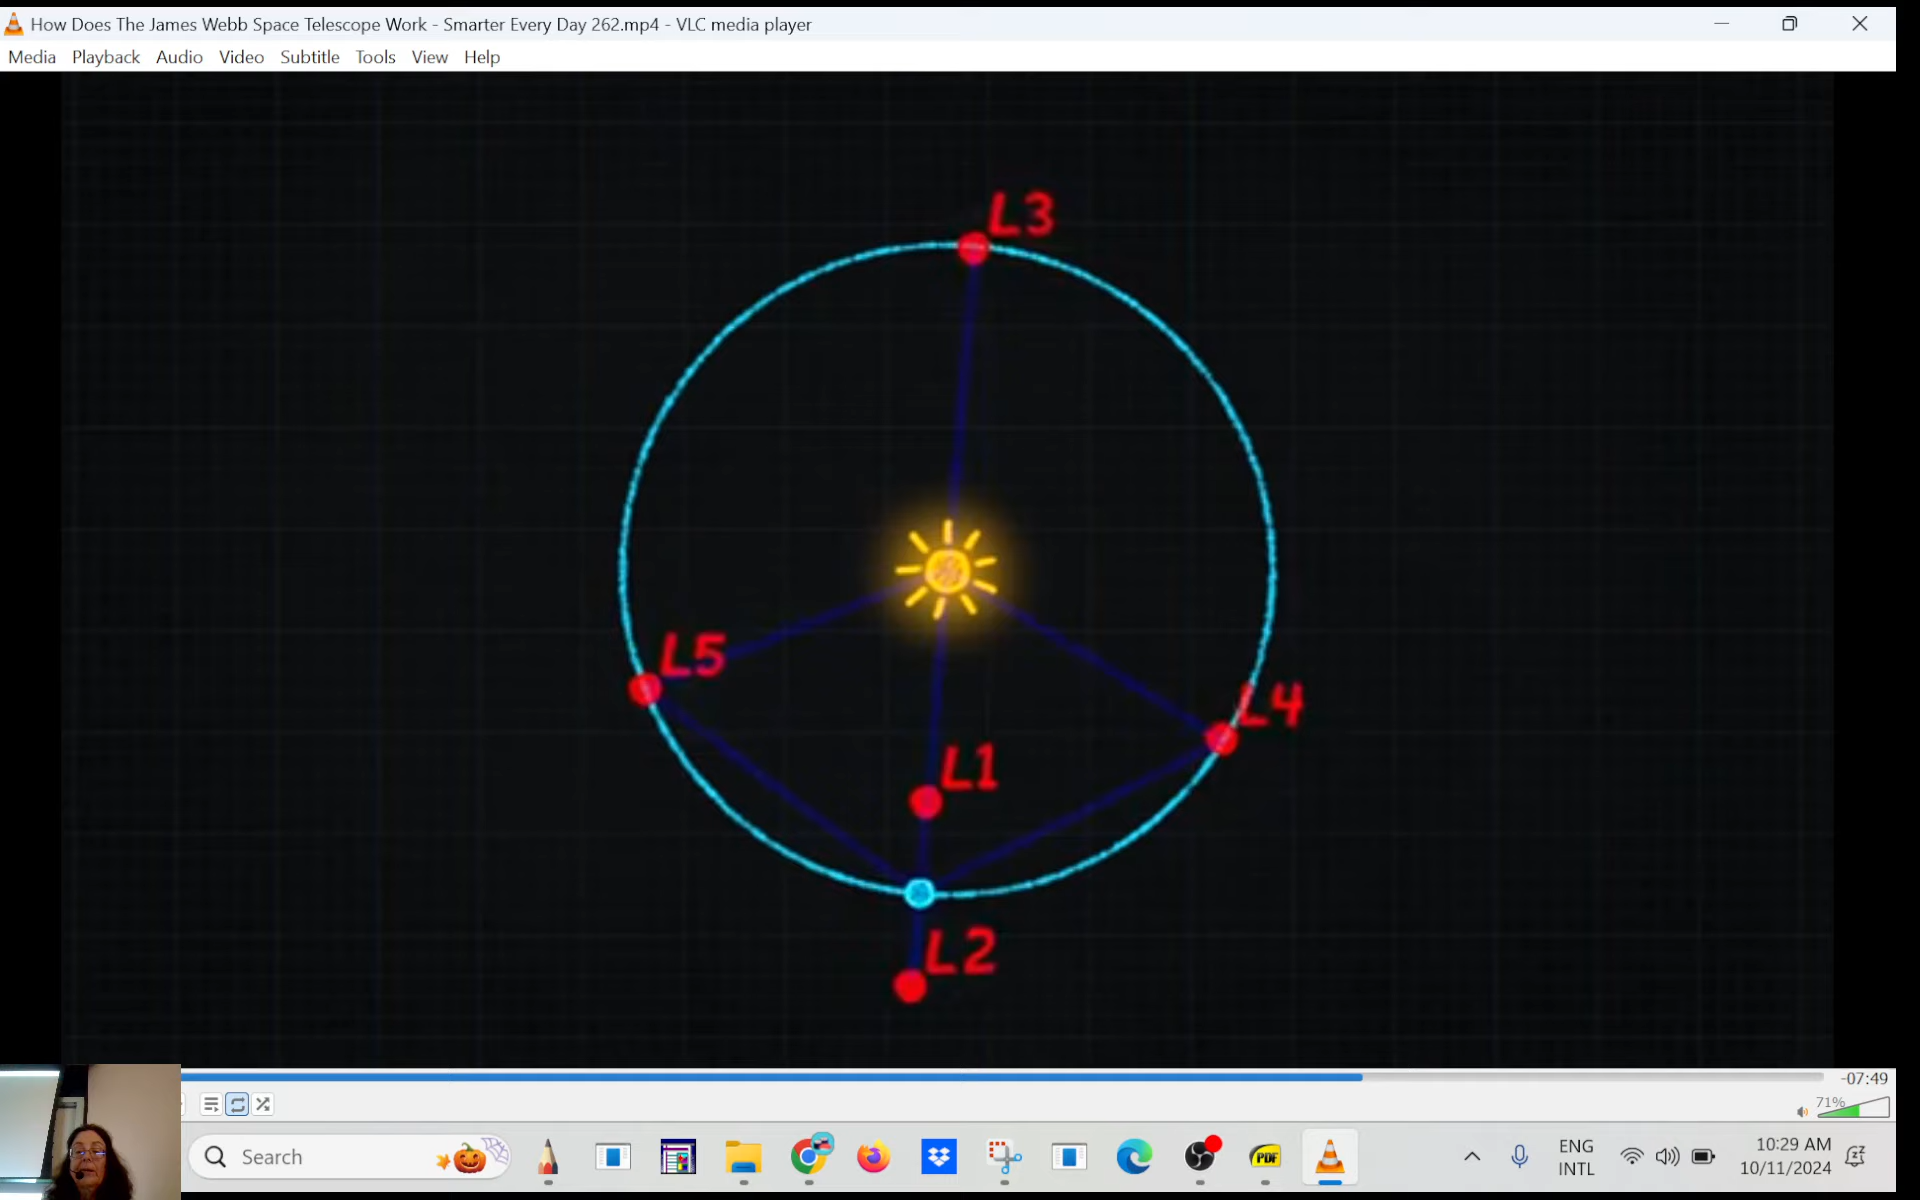 How Does The James Webb Space Telescope Work - Smarter Every Day 262.mp4 - VLC media player
Media Playback Audio Video Subtitle Tools View Help
L3
L5
L4
L1
L2
-07:49
71%
Search
PDF
ENG
INTL
10:29 AM
10/11/2024